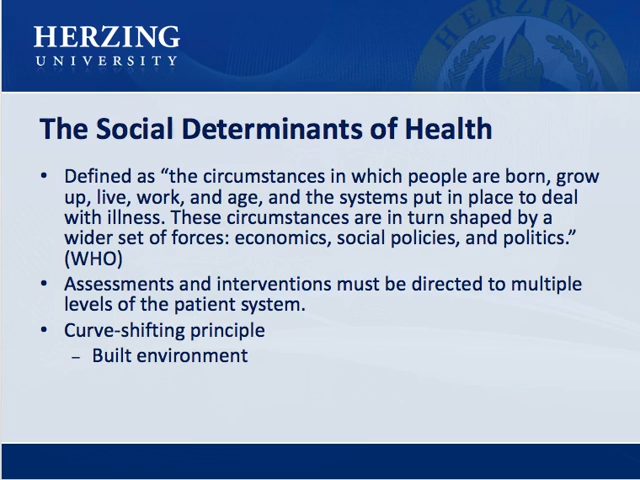 HERZING
UNIVERSITY
HERZING
The Social Determinants of Health
• Defined as “the circumstances in which people are born, grow
up, live, work, and age, and the systems put in place to deal
with illness. These circumstances are in turn shaped by a
wider set of forces: economics, social policies, and politics.”
(WHO)
• Assessments and interventions must be directed to multiple
levels of the patient system.
• Curve-shifting principle
– Built environment